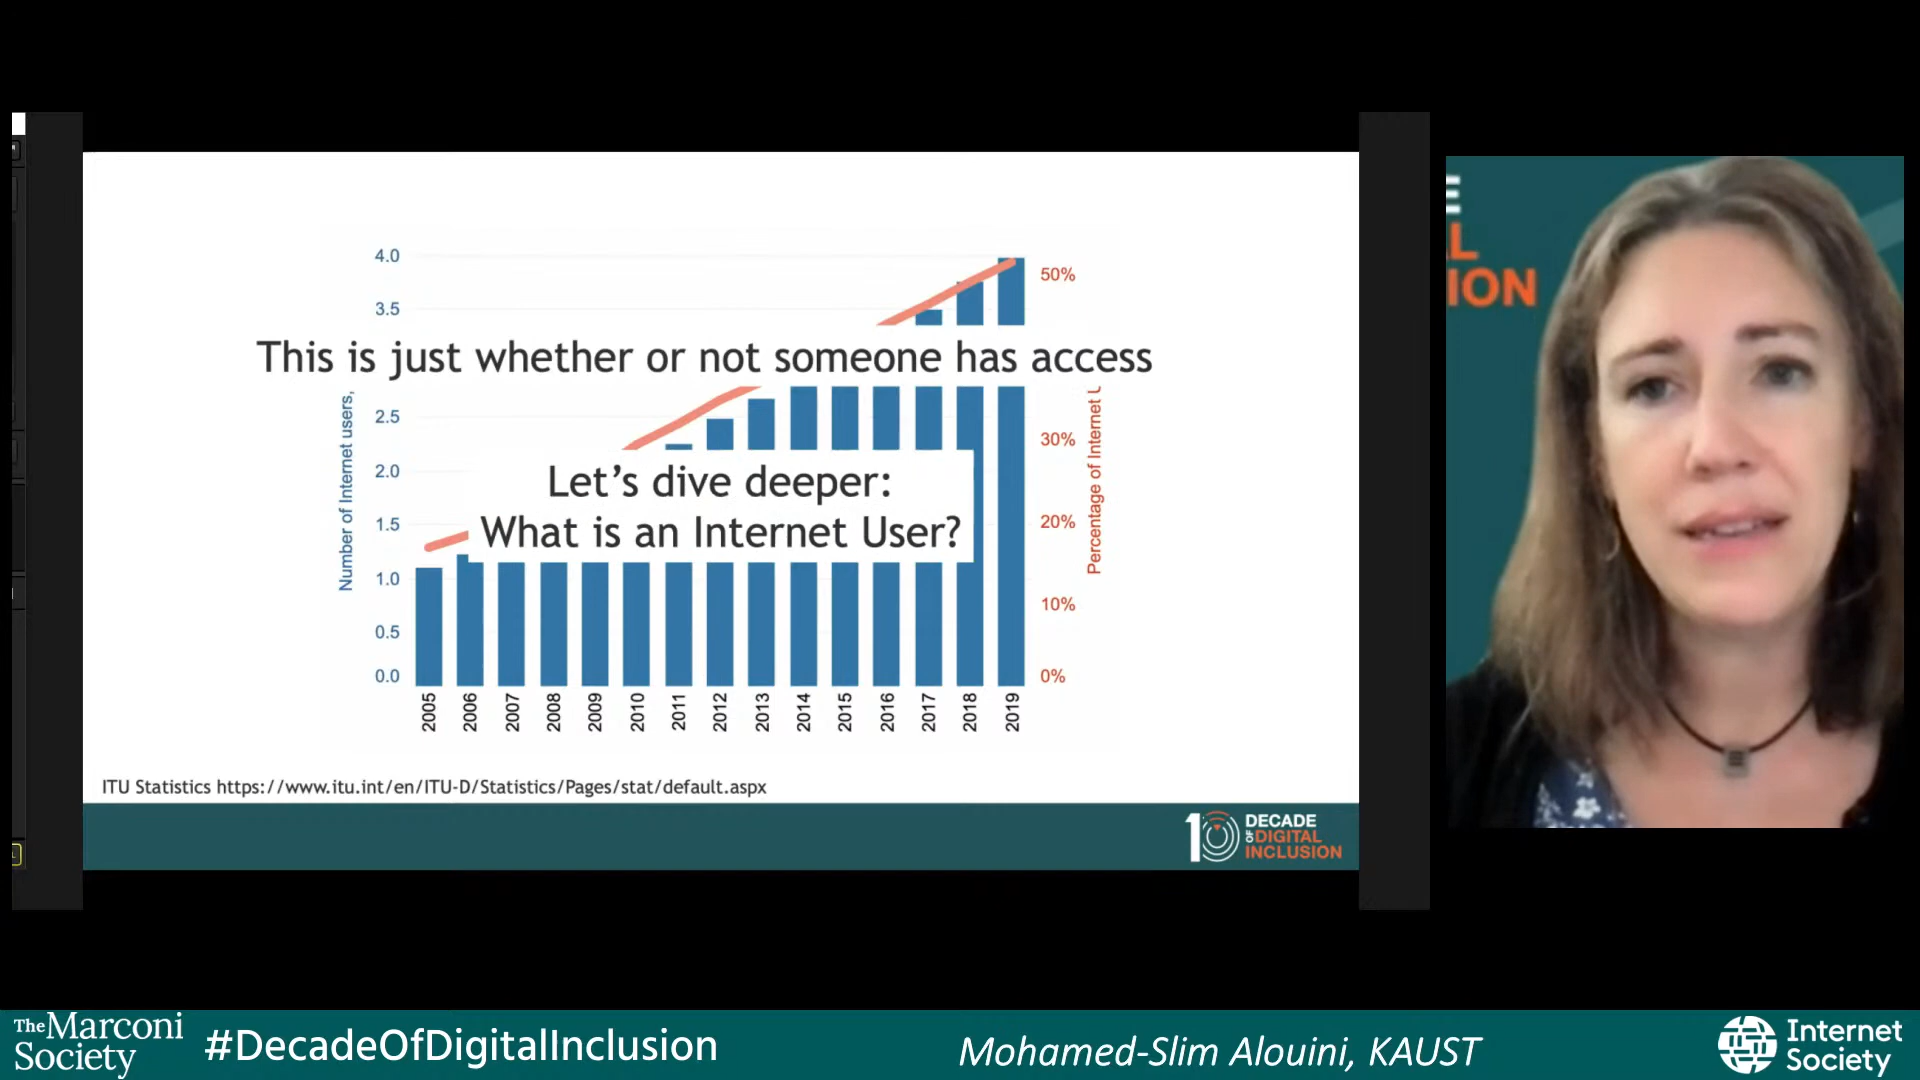 4.0
50%
3.5
This is just whether or not someone has access
Number of Internet users,
2.5
30%
2.0
Let’s dive deeper:
What is an Internet User?
1.5
20%
Percentage of Internet
1.0
10%
0.5
0.0
0%
2005 2006 2007 2008 2009 2010 2011 2012 2013 2014 2015 2016 2017 2018 2019
ITU Statistics https://www.itu.int/en/ITU-D/Statistics/Pages/stat/default.aspx
10 DECADE
OF DIGITAL
INCLUSION
ION
The Marconi
Society
#DecadeOfDigitalInclusion
Mohamed-Slim Alouini, KAUST
Internet
Society